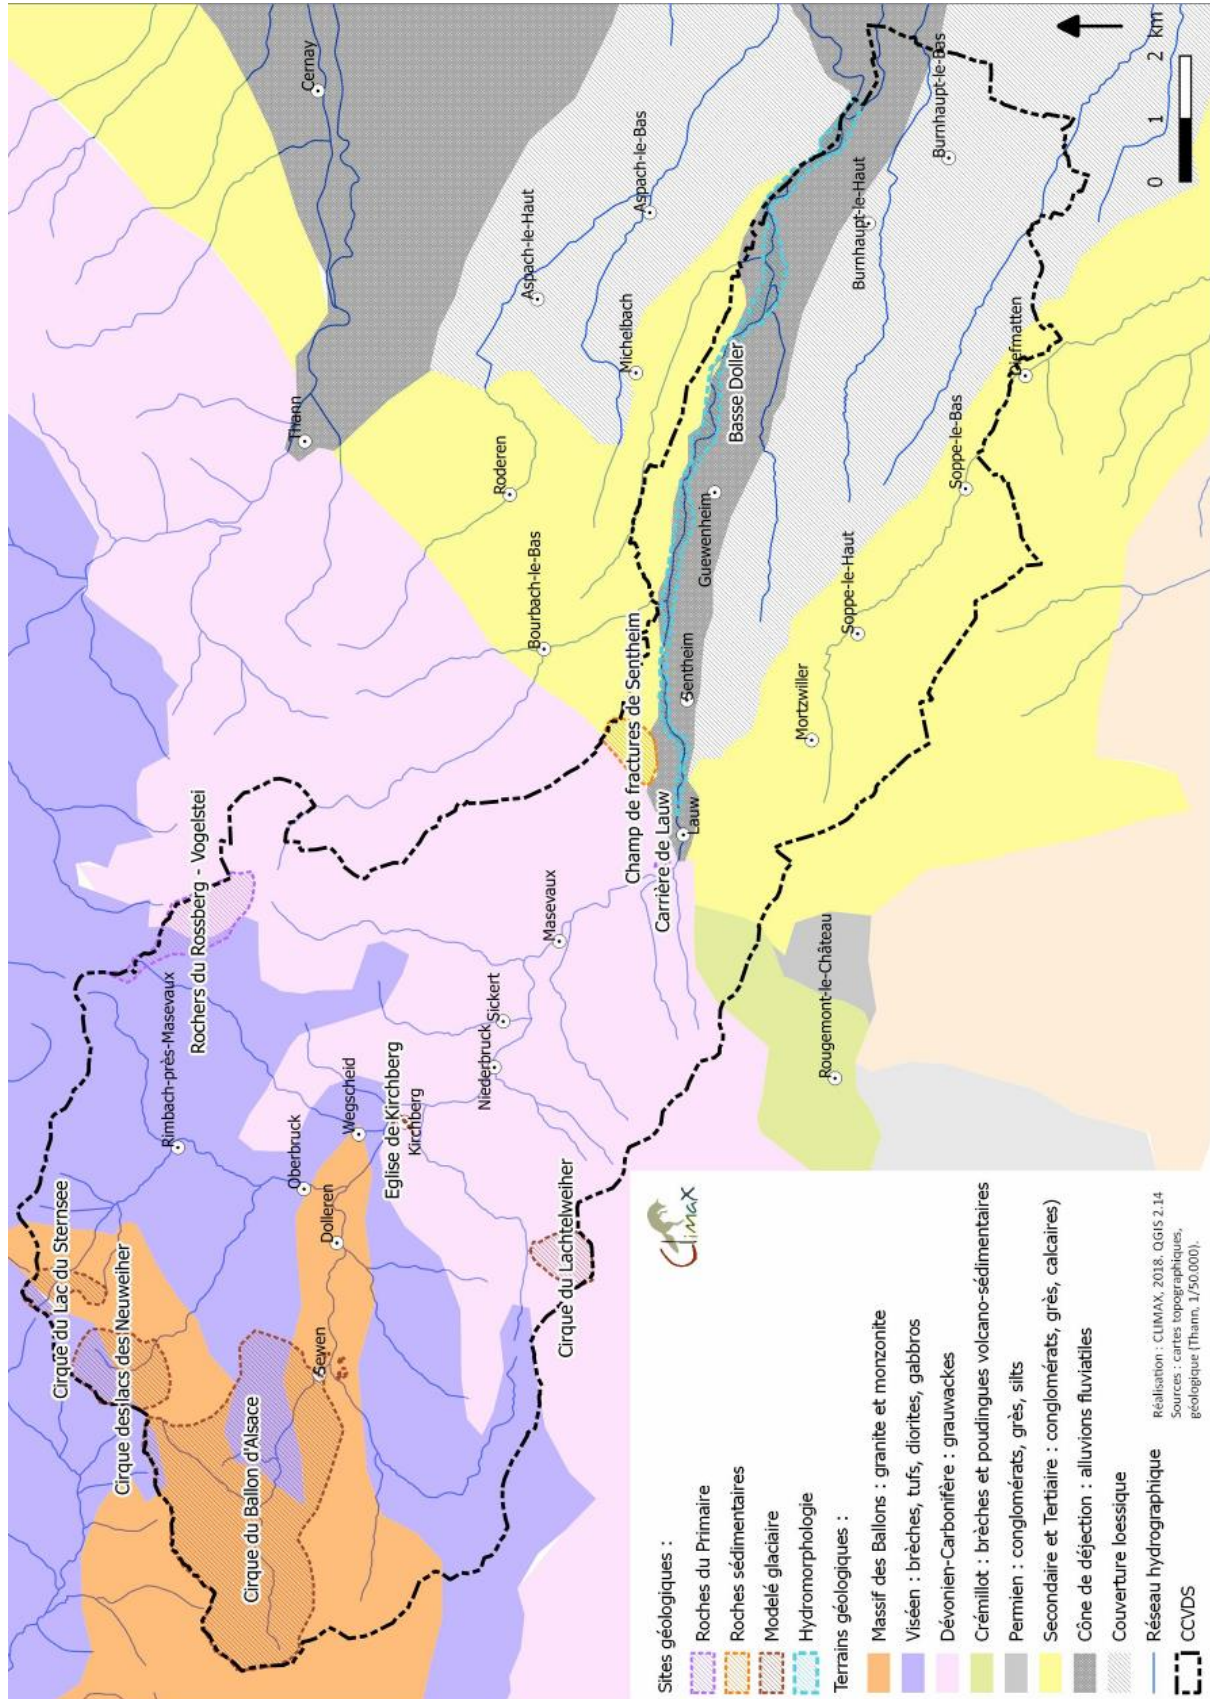 Cernay
Thann
Aspach-le-Haut
Aspach-le-Bas
Michelbach
Roderen
Bourbach-le-Bas
Burnhaupt-le-Bas
Burnhaupt-le-Haut
Basse Doller
Guewenheim
Diefmatten
Soppe-le-Bas
Soppe-le-Haut
Mortzwiller
Champ de fractures de Sentheim
Sentheim
Carrière de Lauw
Lauw
Rochers du Rossberg - Vogelstei
Rimbach-près-Masevaux
Masevaux
Sickert
Niederbruck
Rougemont-le-Château
Wegscheid
Oberbruck
Eglise de Kirchberg
Kirchberg
Dolleren
Sewen
Cirque du Lac du Sternsee
Cirque des lacs des Neuweiher
Cirque du Ballon d'Alsace
Cirque du Lachtelweiher
0 1 2 km
Climax
Sites géologiques :
Roches du Primaire
Roches sédimentaires
Modelé glaciaire
Hydromorphologie
Terrains géologiques :
Massif des Ballons : granite et monzonite
Viséen : brèches, tufs, diorites, gabbros
Dévonien-Carbonifère : grauwackes
Crémillot : brèches et poudingues volcano-sédimentaires
Permien : conglomérats, grès, silts
Secondaire et Tertiaire : conglomérats, grès, calcaires)
Cône de déjection : alluvions fluviatiles
Couverture loessique
Réseau hydrographique
CCVDS
Réalisation : CLIMAX, 2018. QGIS 2.14
Sources : cartes topographiques,
géologique (Thann, 1/50.000).